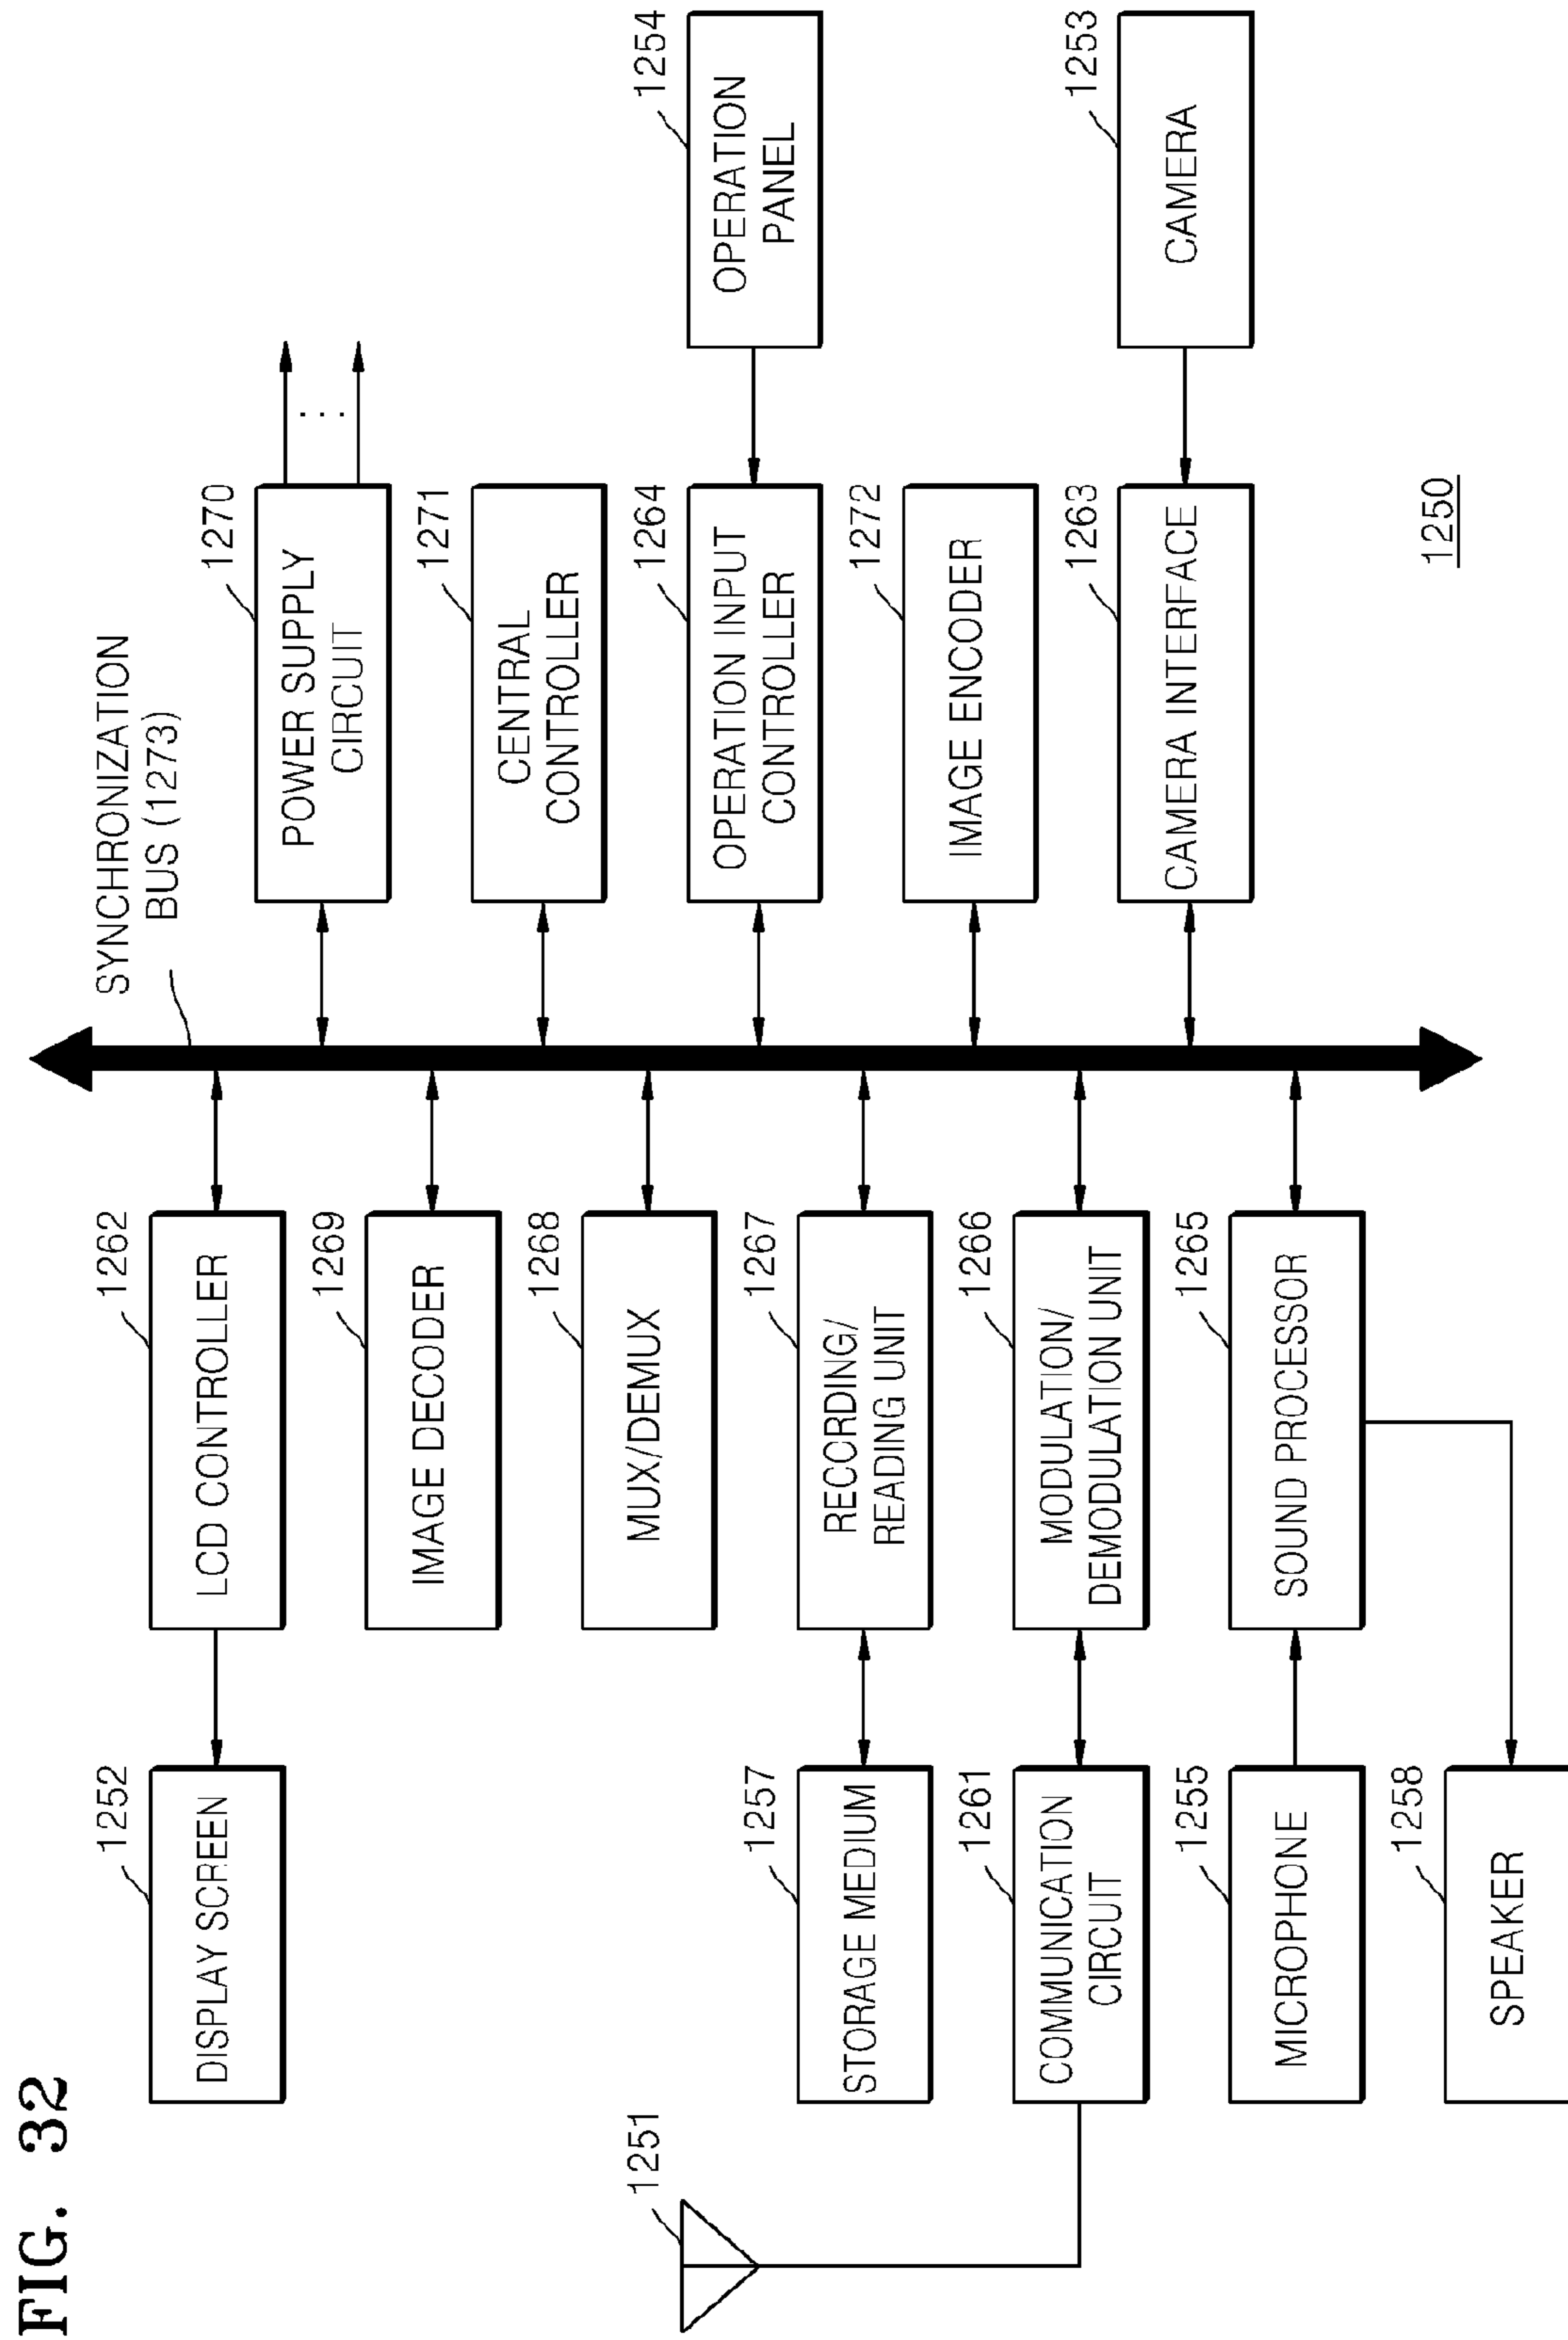 FIG. 32
SYNCHRONIZATION
BUS (1273)
1252
DISPLAY SCREEN
1262
LCD CONTROLLER
1270
POWER SUPPLY
CIRCUIT
1269
IMAGE DECODER
1271
CENTRAL
CONTROLLER
1268
MUX/DEMUX
1264
OPERATION INPUT
CONTROLLER
1254
OPERATION
PANEL
1257
STORAGE MEDIUM
1267
RECORDING/
READING UNIT
1272
IMAGE ENCODER
1251
1261
COMMUNICATION
CIRCUIT
1266
MODULATION/
DEMODULATION UNIT
1263
CAMERA INTERFACE
1253
CAMERA
1255
MICROPHONE
1265
SOUND PROCESSOR
1258
SPEAKER
1250